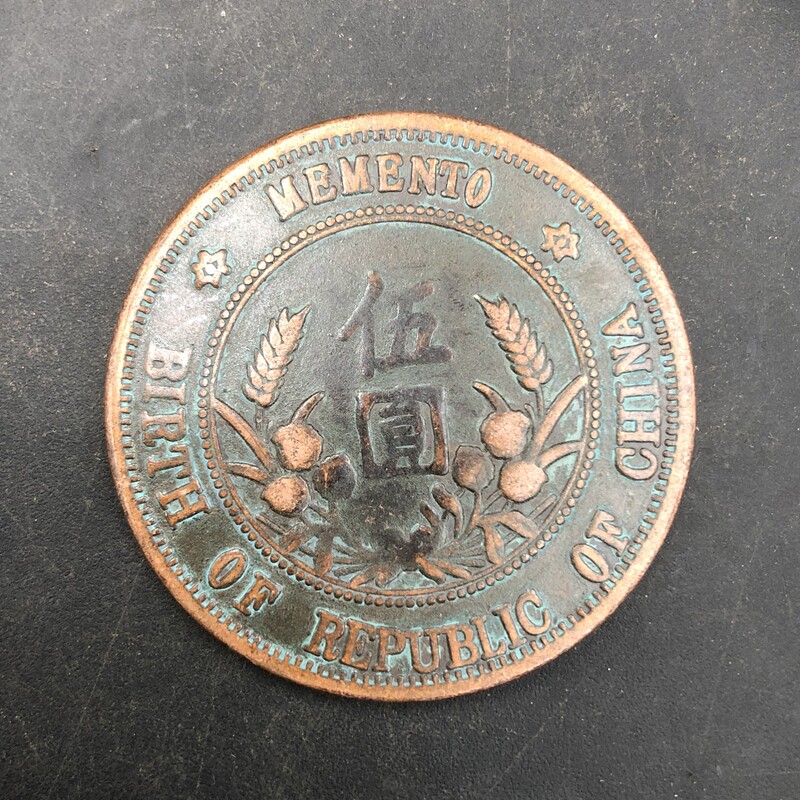 MEMENTO
伍
圓
BIRTH OF REPUBLIC OF CHINA